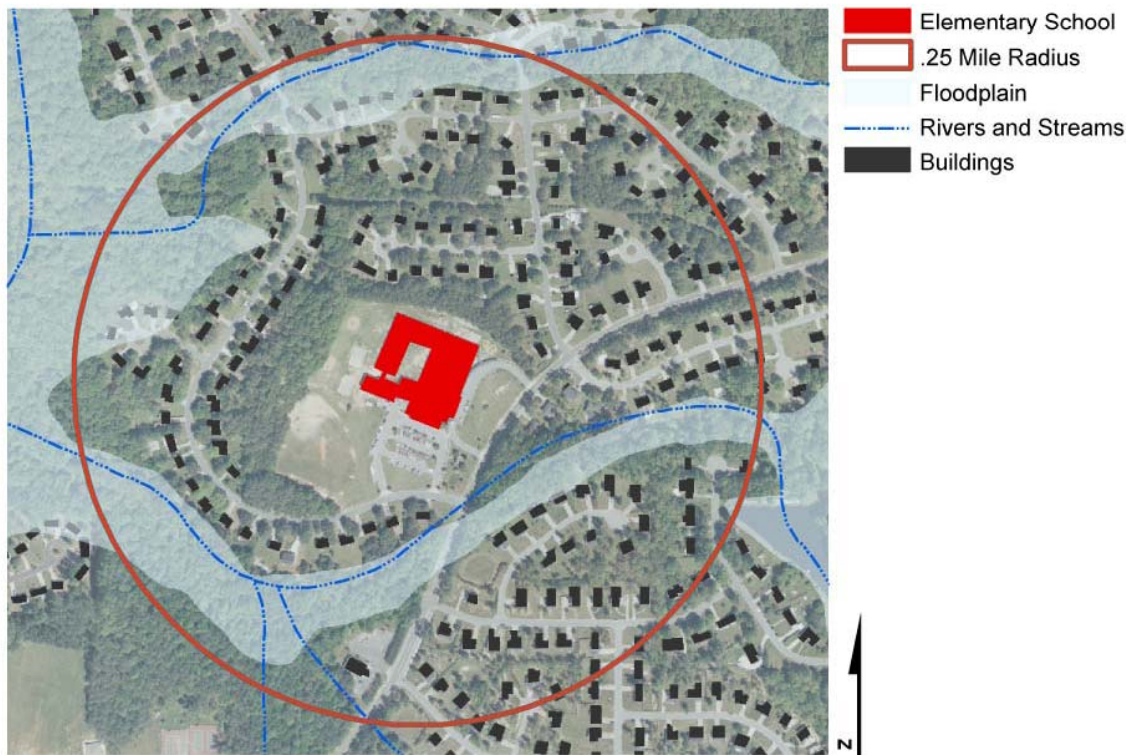 Elementary School
.25 Mile Radius
Floodplain
Rivers and Streams
Buildings
N